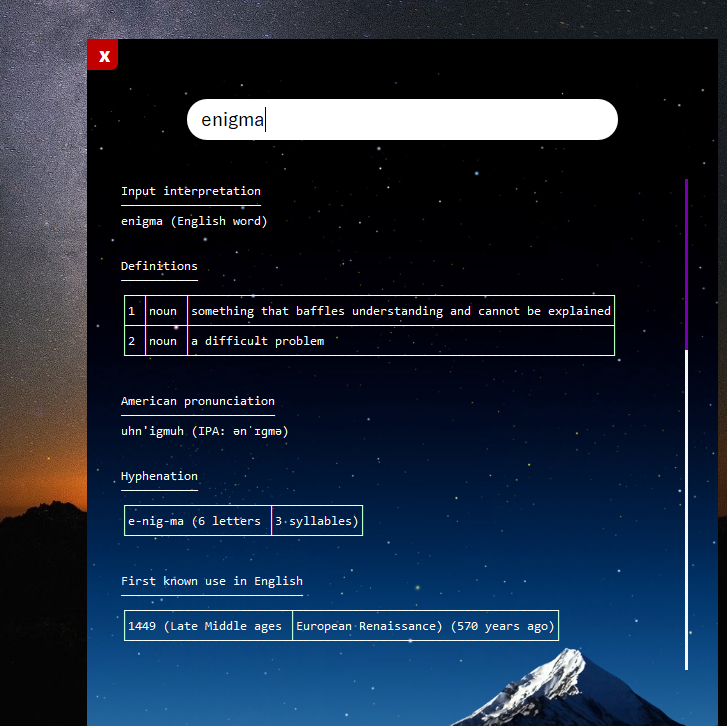 x
enigma
Input interpretation
enigma (English word)
Definitions
1 noun something that baffles understanding and cannot be explained
2 noun a difficult problem
American pronunciation
uhn'igmuh (IPA: ənˈɪgmə)
Hyphenation
e-nig-ma (6 letters 3 syllables)
First known use in English
1449 (Late Middle ages European Renaissance) (570 years ago)